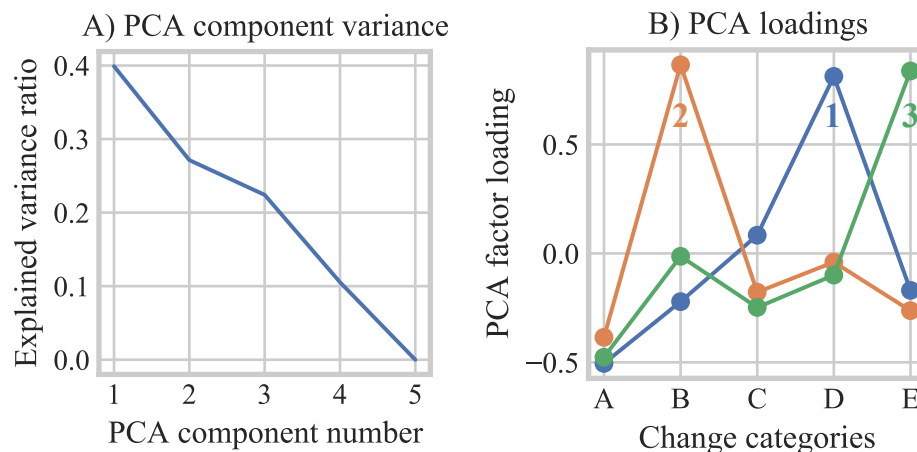 A) PCA component variance
Explained variance ratio
0.4
0.3
0.2
0.1
0.0
1 2 3 4 5
PCA component number
B) PCA loadings
PCA factor loading
0.5
0.0
−0.5
2 1 3
A B C D E
Change categories